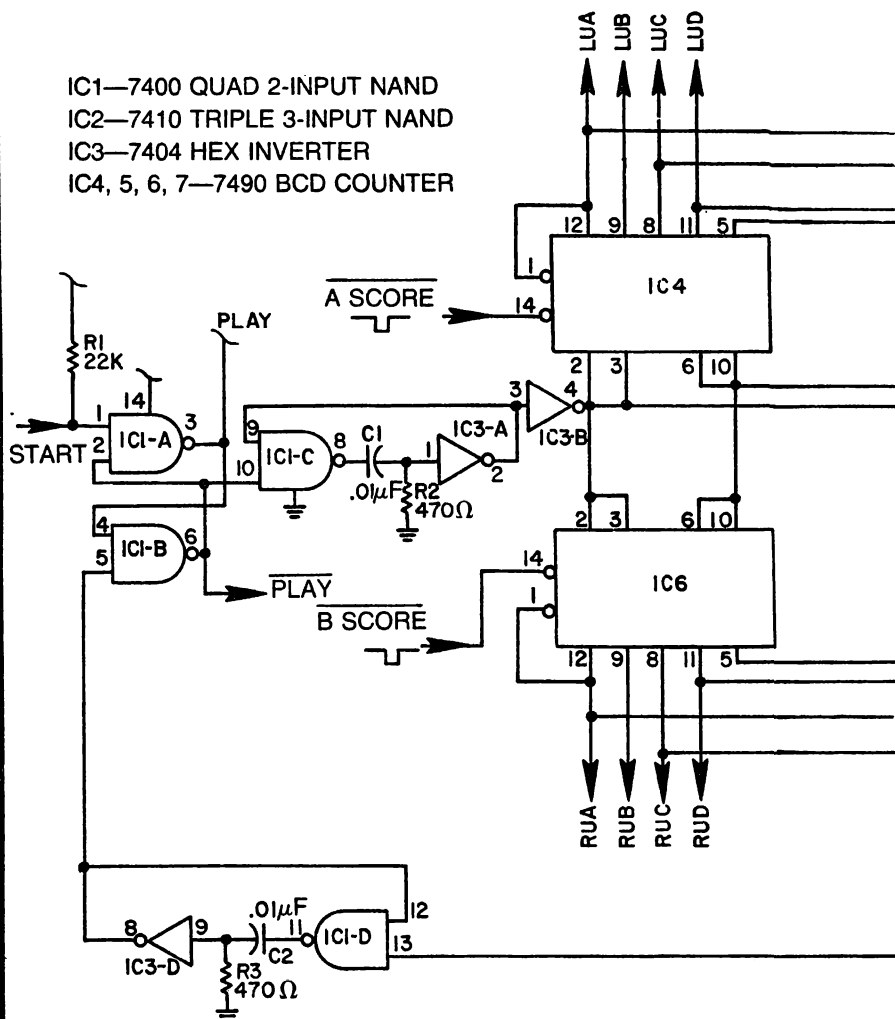 LUA
LUB
LUC
LUD
IC1—7400 QUAD 2-INPUT NAND
IC2—7410 TRIPLE 3-INPUT NAND
IC3—7404 HEX INVERTER
IC4, 5, 6, 7—7490 BCD COUNTER
12 9 8 11 5
1
IC4
A SCORE
14
2 3 6 10
PLAY
R1
22K
14
1
3
IC1-A
START
2
9
8
C1
IC1-C
10
.01µF
1
IC3-A
2
R2
470Ω
3
4
IC3-B
2 3 6 10
4
6
IC1-B
5
PLAY
14
1
IC6
B SCORE
12 9 8 11 5
RUA
RUB
RUC
RUD
.01µF
12
8
9
11
IC1-D
13
C2
IC3-D
R3
470Ω